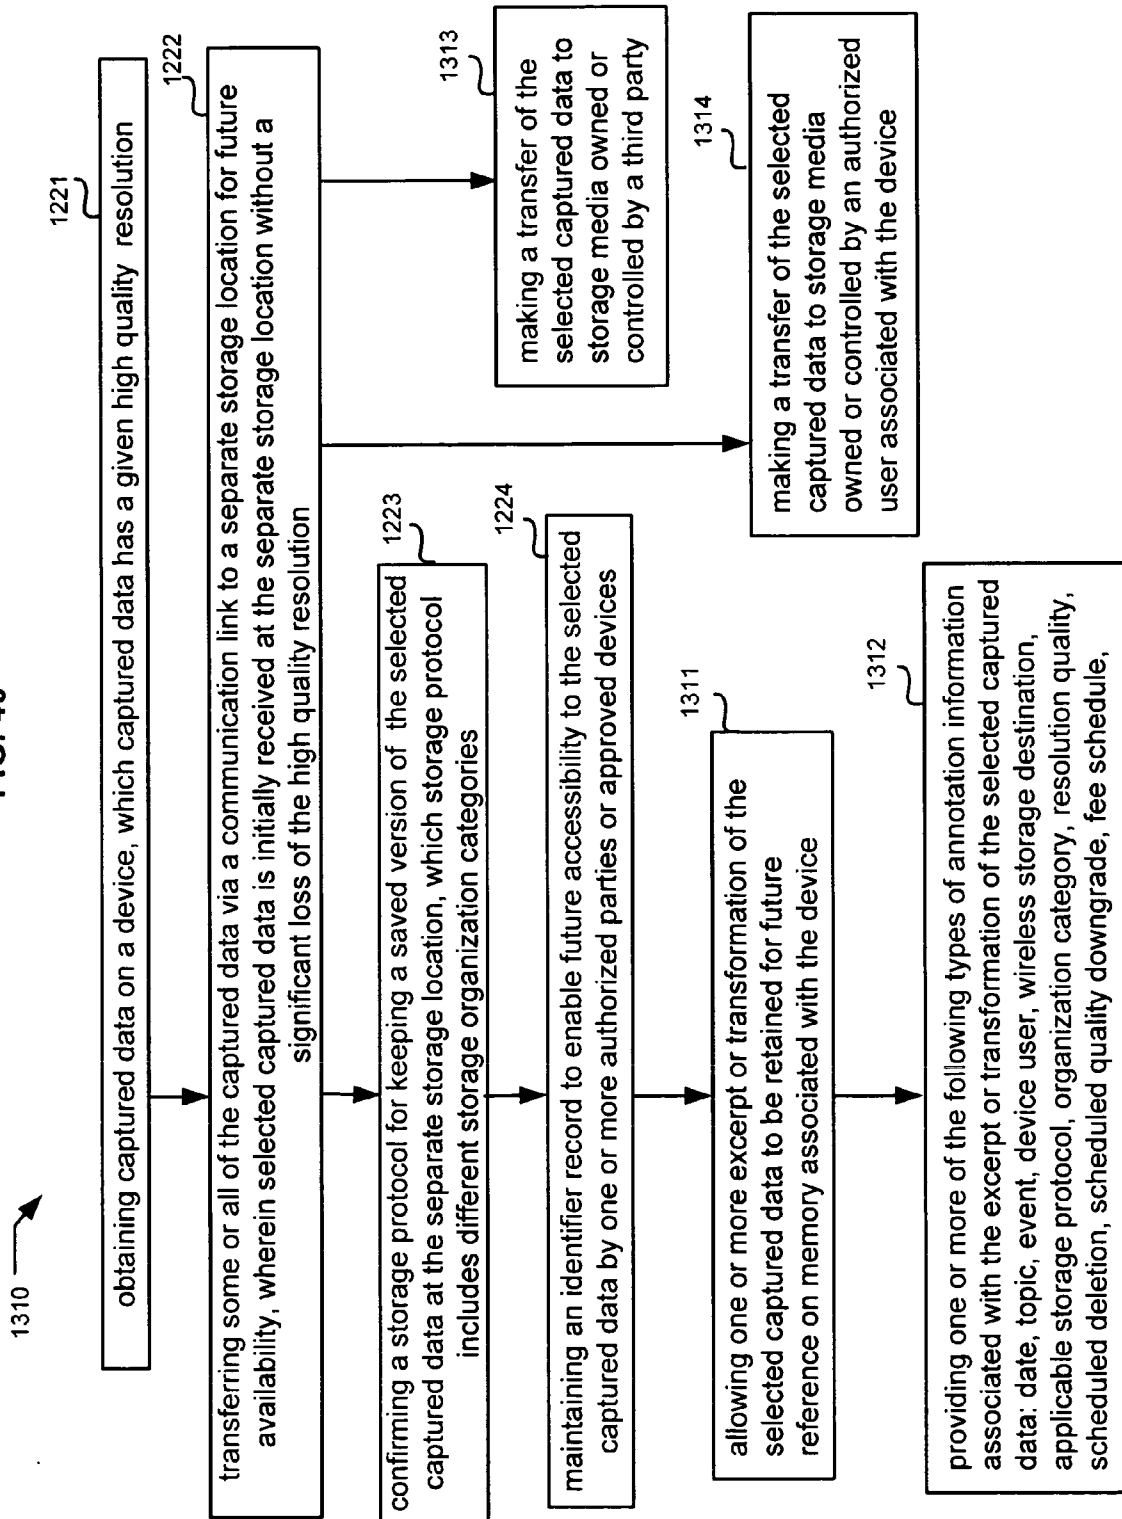 1310
1221
obtaining captured data on a device, which captured data has a given high quality resolution
1222
transferring some or all of the captured data via a communication link to a separate storage location for future
availability, wherein selected captured data is initially received at the separate storage location without a
significant loss of the high quality resolution
1223
confirming a storage protocol for keeping a saved version of the selected
captured data at the separate storage location, which storage protocol
includes different storage organization categories
1224
maintaining an identifier record to enable future accessibility to the selected
captured data by one or more authorized parties or approved devices
1311
allowing one or more excerpt or transformation of the
selected captured data to be retained for future
reference on memory associated with the device
1312
providing one or more of the following types of annotation information
associated with the excerpt or transformation of the selected captured
data: date, topic, event, device user, wireless storage destination,
applicable storage protocol, organization category, resolution quality,
scheduled deletion, scheduled quality downgrade, fee schedule,
1313
making a transfer of the
selected captured data to
storage media owned or
controlled by a third party
1314
making a transfer of the selected
captured data to storage media
owned or controlled by an authorized
user associated with the device